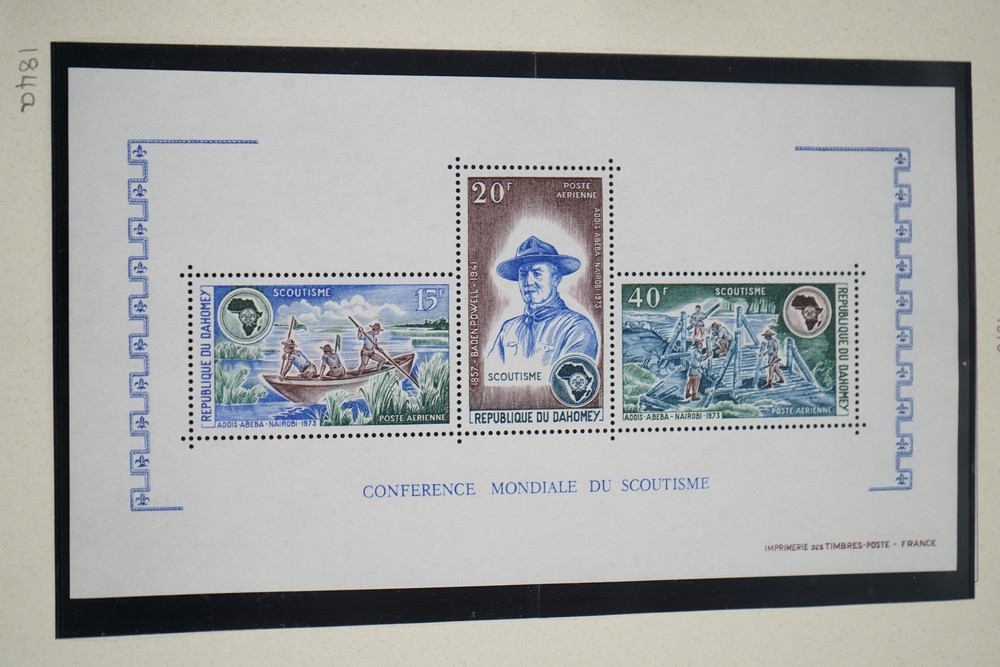 184a
SCOUTISME
15F
REPUBLIQUE DU DAHOMEY
POSTE AERIENNE
ADDIS-ABEBA-NAIROBI-1973
20F
POSTE
AERIENNE
ADDIS ABEBA-NAIROBI 1973
1857-BADEN POWELL-1941
SCOUTISME
REPUBLIQUE DU DAHOMEY
40F
SCOUTISME
REPUBLIQUE DU DAHOMEY
POSTE AERIENNE
ADDIS-ABEBA-NAIROBI-1973
CONFERENCE MONDIALE DU SCOUTISME
IMPRIMERIE DES TIMBRES-POSTE - FRANCE